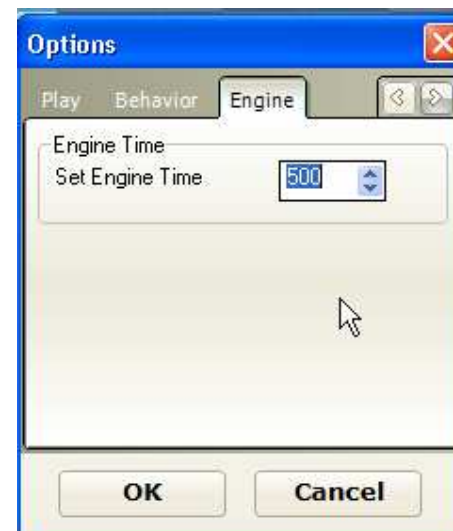 Options
Play Behavior Engine
Engine Time
Set Engine Time 500
OK Cancel